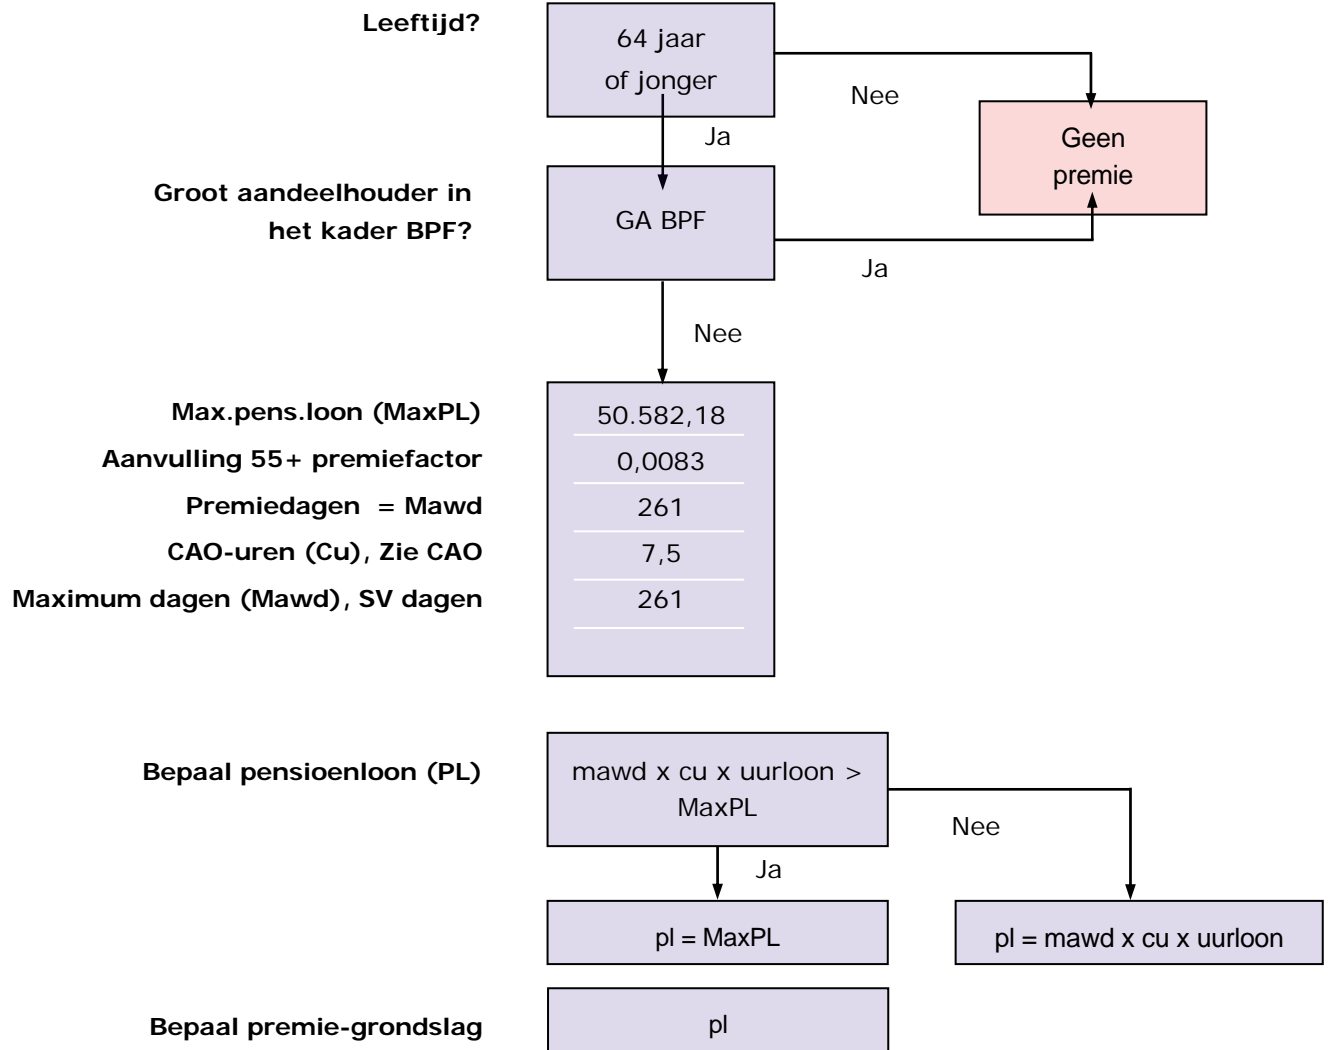 Leeftijd?
64 jaar
of jonger
Nee
Ja
Geen
premie
Groot aandeelhouder in
het kader BPF?
GA BPF
Ja
Nee
Max.pens.loon (MaxPL)
50.582,18
Aanvulling 55+ premiefactor
0,0083
Premiedagen = Mawd
261
CAO-uren (Cu), Zie CAO
7,5
Maximum dagen (Mawd), SV dagen
261
Bepaal pensioenloon (PL)
mawd x cu x uurloon >
MaxPL
Nee
Ja
pl = MaxPL
pl = mawd x cu x uurloon
Bepaal premie-grondslag
pl